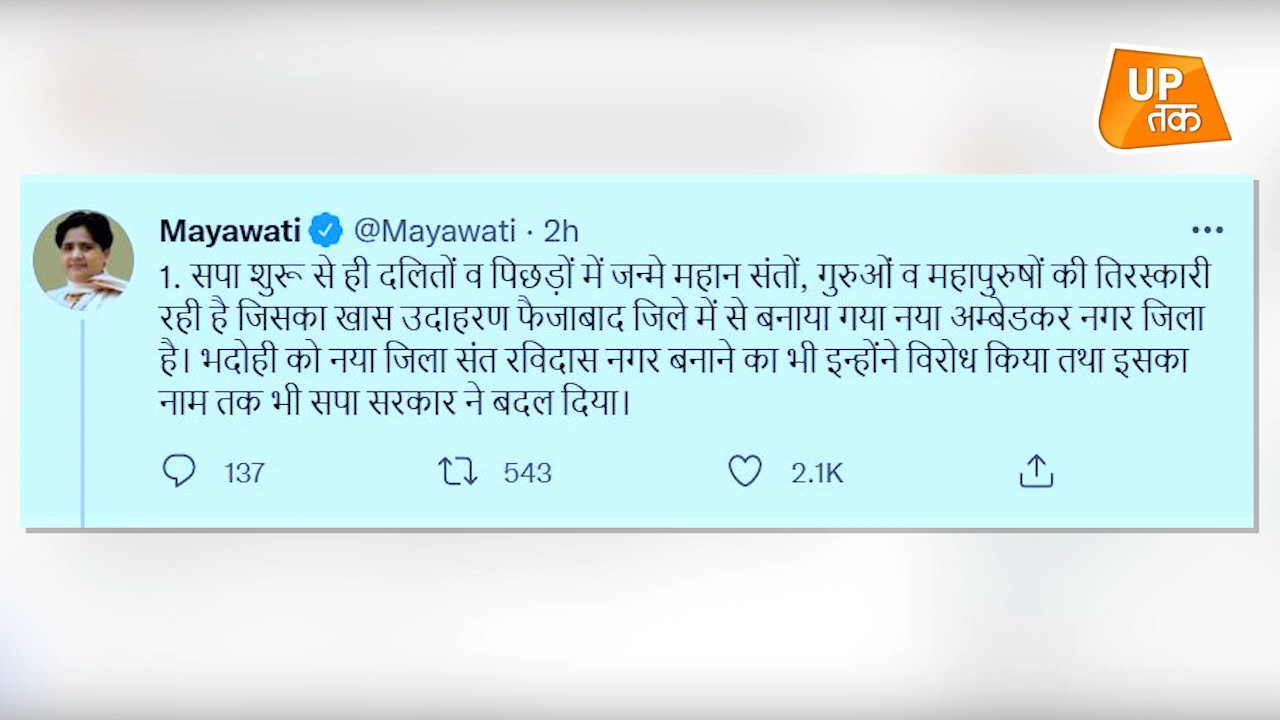 UP
तक
Mayawati @Mayawati · 2h
1. सपा शुरू से ही दलितों व पिछड़ों में जन्मे महान संतों, गुरुओं व महापुरुषों की तिरस्कारी
रही है जिसका खास उदाहरण फैजाबाद जिले में से बनाया गया नया अम्बेडकर नगर जिला
है। भदोही को नया जिला संत रविदास नगर बनाने का भी इन्होंने विरोध किया तथा इसका
नाम तक भी सपा सरकार ने बदल दिया।
137 543 2.1K